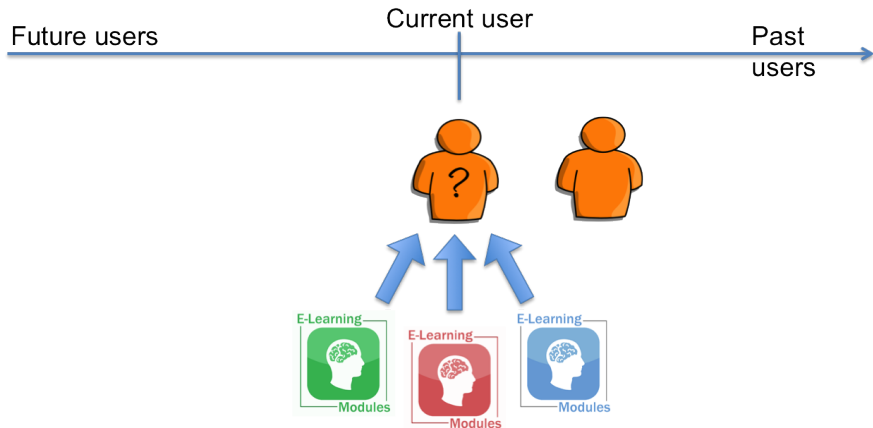 Current user
Future users
Past
users
?
E-Learning
Modules
E-Learning
Modules
E-Learning
Modules